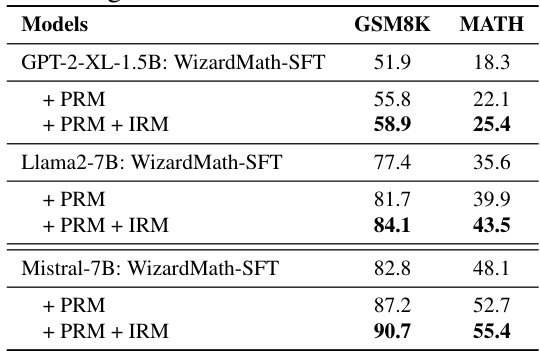 Models GSM8K MATH
GPT-2-XL-1.5B: WizardMath-SFT 51.9 18.3
+ PRM 55.8 22.1
+ PRM + IRM 58.9 25.4
Llama2-7B: WizardMath-SFT 77.4 35.6
+ PRM 81.7 39.9
+ PRM + IRM 84.1 43.5
Mistral-7B: WizardMath-SFT 82.8 48.1
+ PRM 87.2 52.7
+ PRM + IRM 90.7 55.4